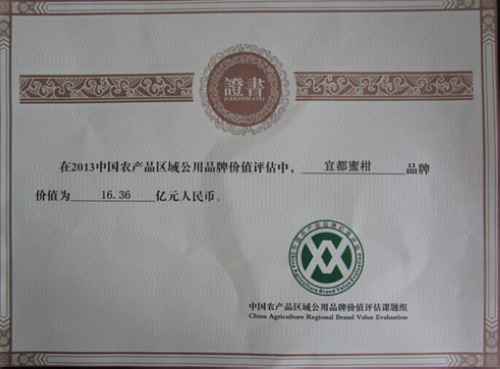 證書
在2013中国农产品区域公用品牌价值评估中，宜都蜜柑品牌
价值为16.36亿元人民币。
中国农产品区域公用品牌价值评估课题组
China Agriculture Regional Brand Value Evaluation